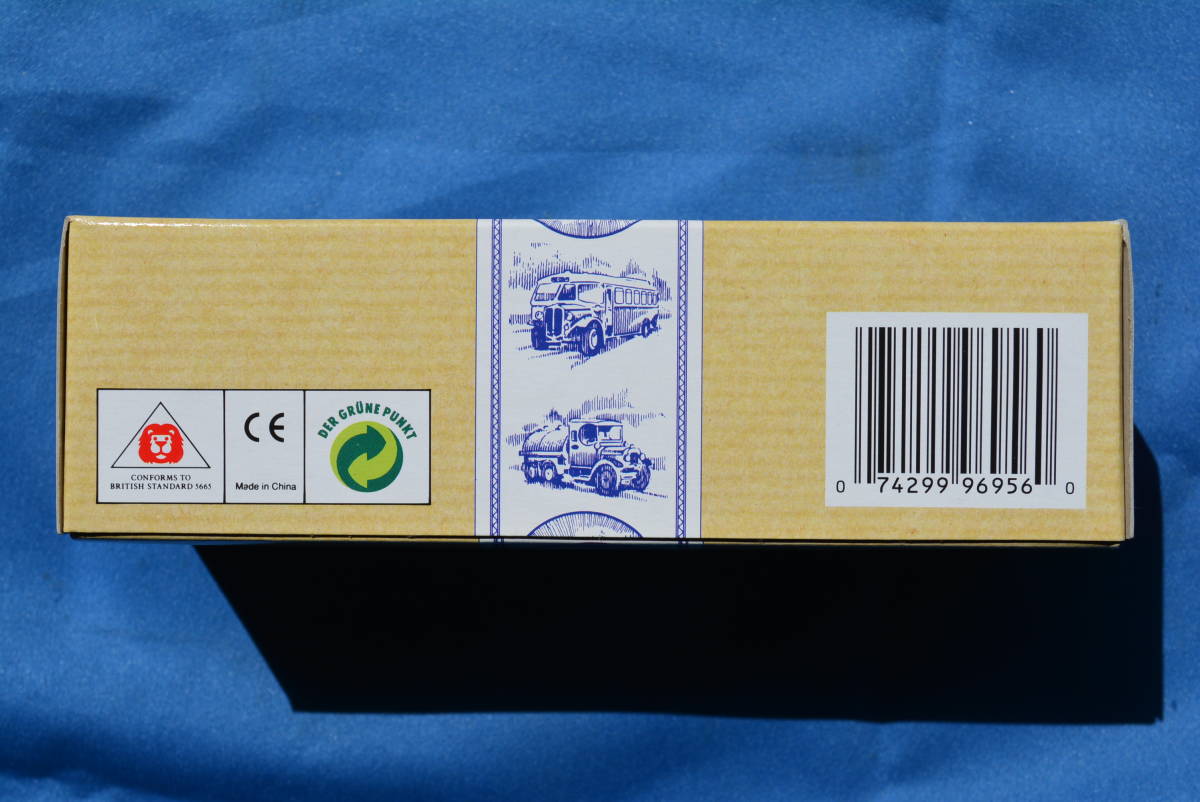 CONFORMS TO
BRITISH STANDARD 5665
CE
Made in China
DER GRÜNE PUNKT
0 74299 96956 0